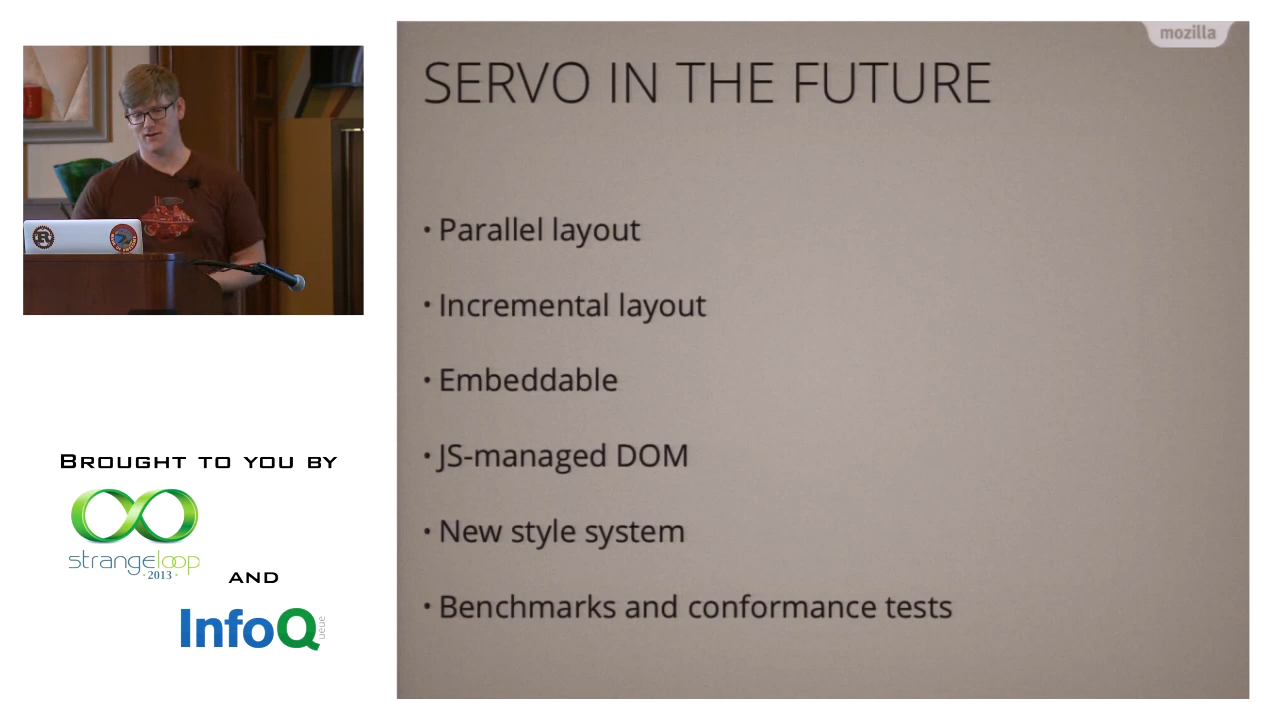 mozilla
SERVO IN THE FUTURE
• Parallel layout
• Incremental layout
• Embeddable
• JS-managed DOM
• New style system
• Benchmarks and conformance tests
BROUGHT TO YOU BY
strangeloop
·2013·
AND
InfoQ
ueue
R